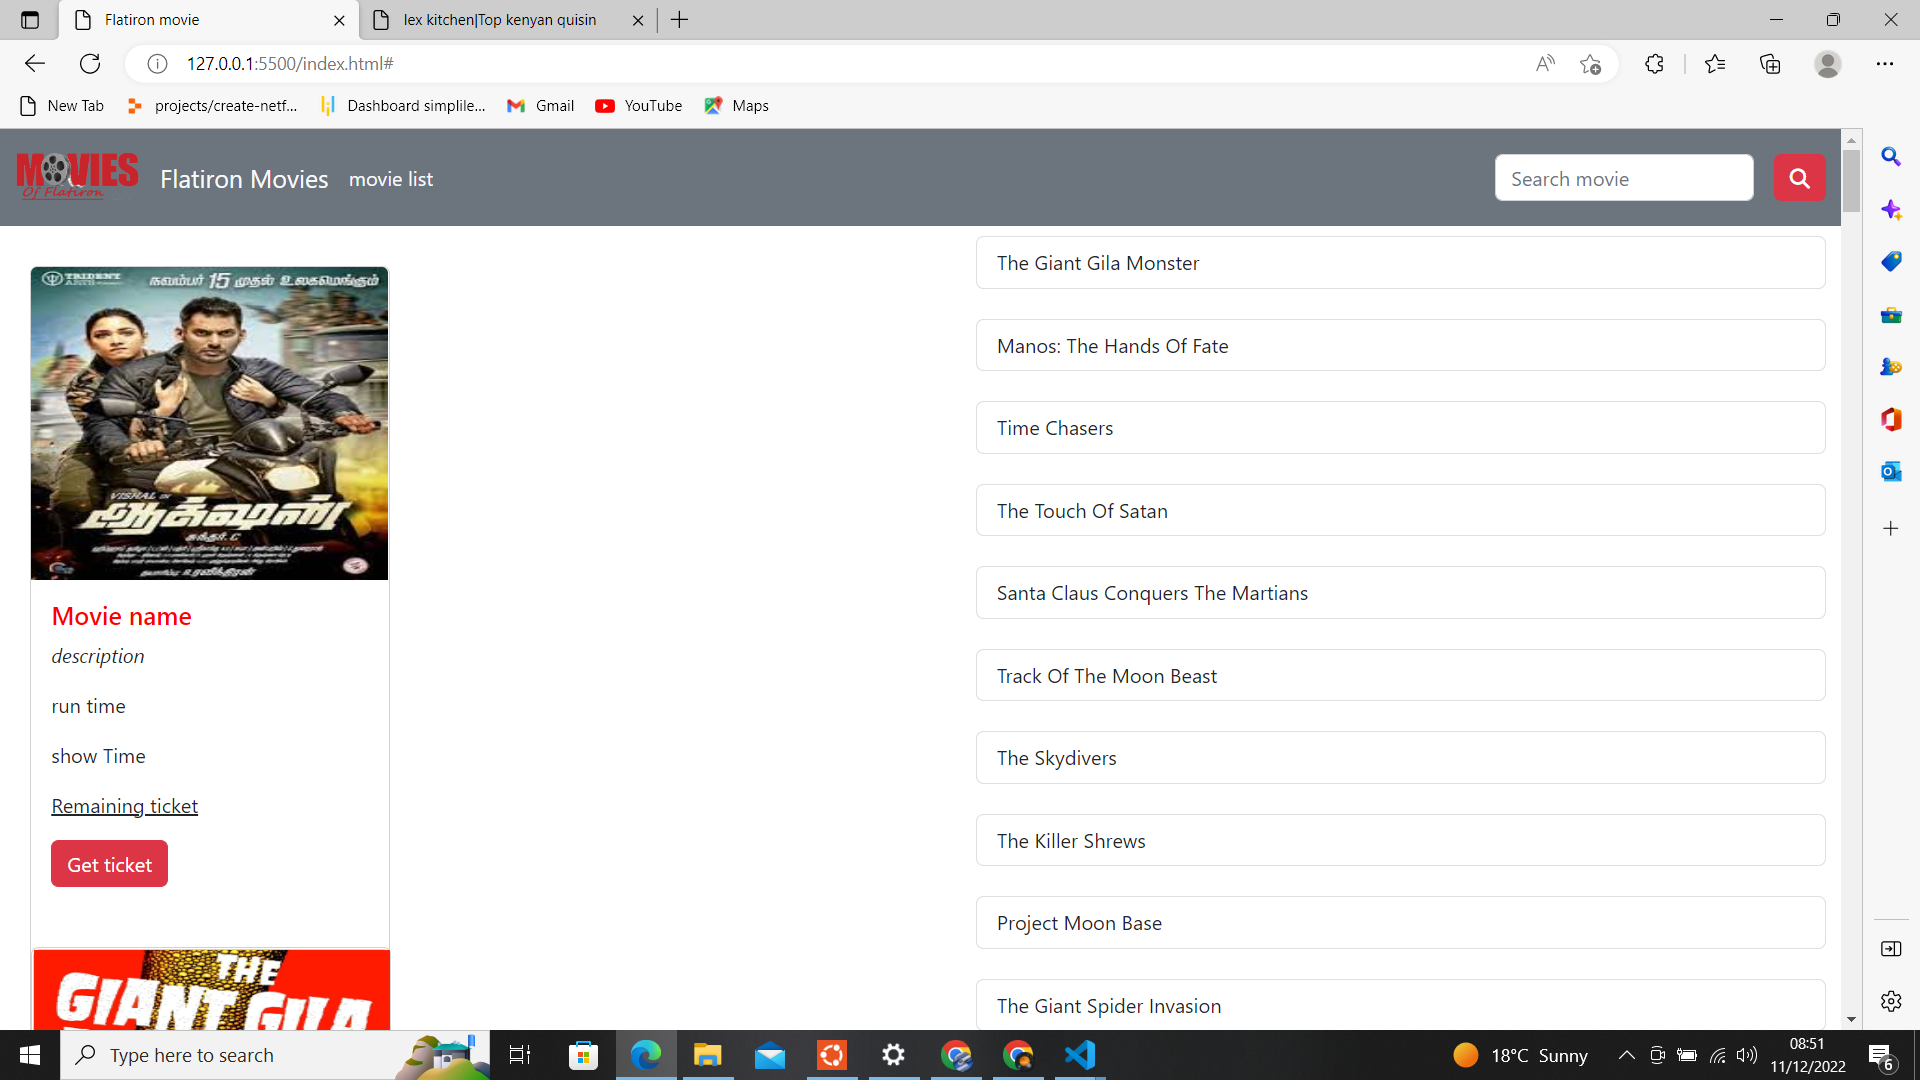 Flatiron movie
lex kitchen|Top kenyan quisin
127.0.0.1:5500/index.html#
New Tab
projects/create-netf...
Dashboard simplile...
Gmail
YouTube
Maps
MOVIES
Of Flatiron
Flatiron Movies
movie list
Search movie
TRIDENT
ARTS
நவம்பர் 15 முதல் உலகமெங்கும்
VISHAL IN
ஆக்‌ஷன்
சுந்தர். C
Movie name
description
run time
show Time
Remaining ticket
Get ticket
THE
GIANT GILA
The Giant Gila Monster
Manos: The Hands Of Fate
Time Chasers
The Touch Of Satan
Santa Claus Conquers The Martians
Track Of The Moon Beast
The Skydivers
The Killer Shrews
Project Moon Base
The Giant Spider Invasion
Type here to search
18°C Sunny
08:51
11/12/2022
6